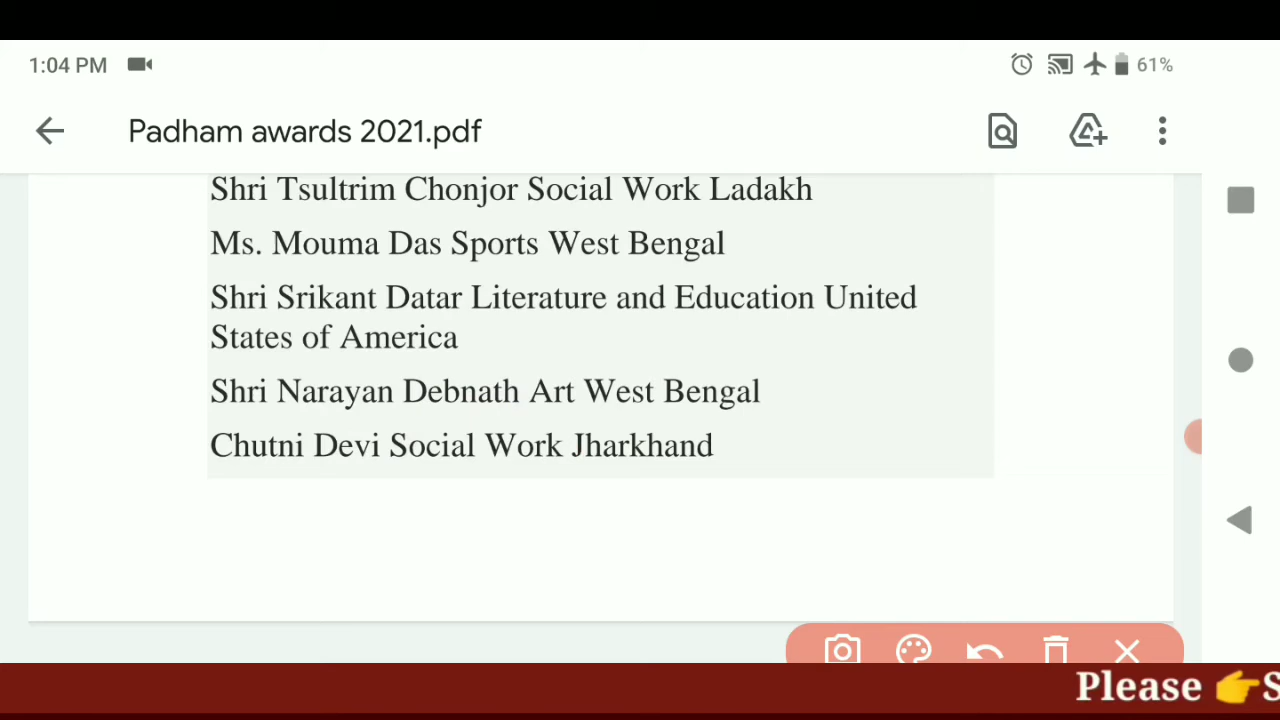 1:04 PM
61%
Padham awards 2021.pdf
Shri Tsultrim Chonjor Social Work Ladakh
Ms. Mouma Das Sports West Bengal
Shri Srikant Datar Literature and Education United
States of America
Shri Narayan Debnath Art West Bengal
Chutni Devi Social Work Jharkhand
Please 👉S